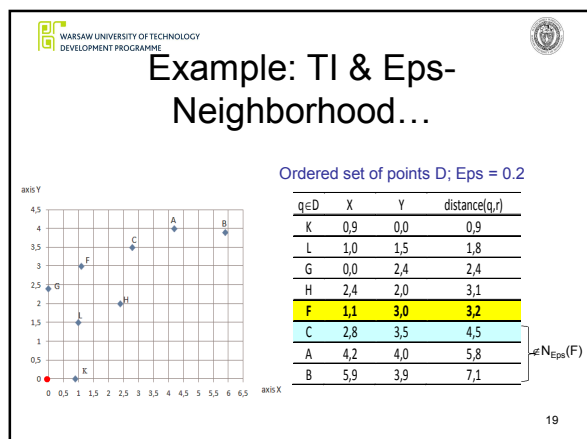 WARSAW UNIVERSITY OF TECHNOLOGY
DEVELOPMENT PROGRAMME
Example: TI & Eps-
Neighborhood…
Ordered set of points D; Eps = 0.2
axis Y
4,5
4
3,5
3
2,5
2
1,5
1
0,5
0
A
B
C
F
G
H
L
K
0 0,5 1 1,5 2 2,5 3 3,5 4 4,5 5 5,5 6 6,5
axis X
q∈D X Y distance(q,r)
K 0,9 0,0 0,9
L 1,0 1,5 1,8
G 0,0 2,4 2,4
H 2,4 2,0 3,1
F 1,1 3,0 3,2
C 2,8 3,5 4,5
A 4,2 4,0 5,8
B 5,9 3,9 7,1
∉N_Eps(F)
19